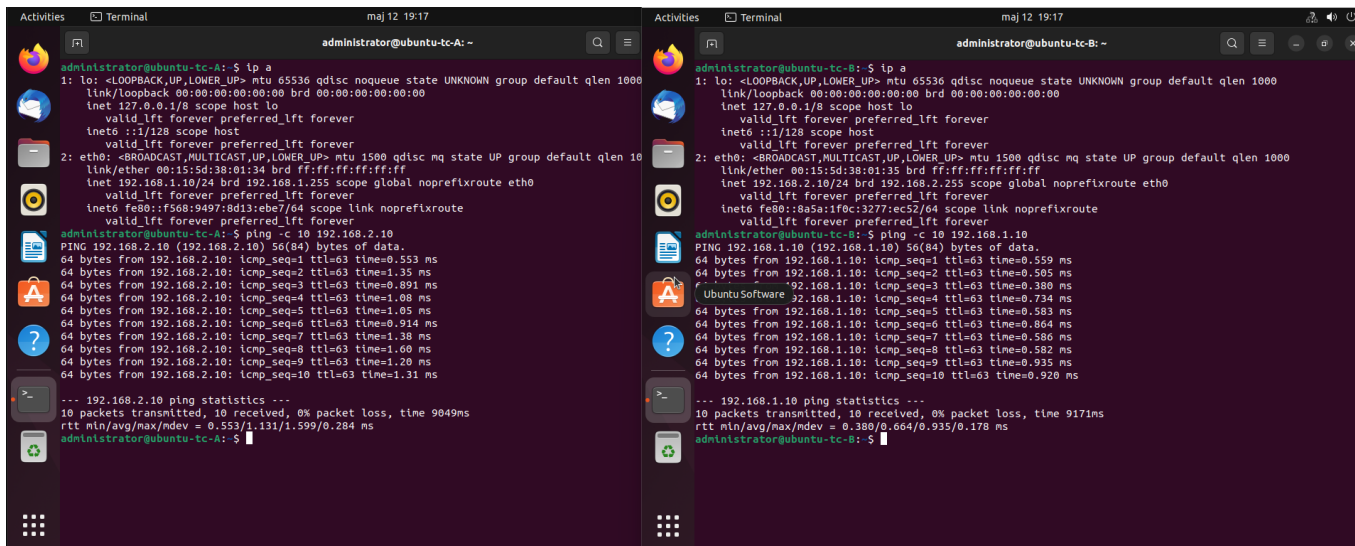 Activities Terminal maj 12 19:17
administrator@ubuntu-tc-A: ~
administrator@ubuntu-tc-A:~$ ip a
1: lo: <LOOPBACK,UP,LOWER_UP> mtu 65536 qdisc noqueue state UNKNOWN group default qlen 1000
link/loopback 00:00:00:00:00:00 brd 00:00:00:00:00:00
inet 127.0.0.1/8 scope host lo
valid_lft forever preferred_lft forever
inet6 ::1/128 scope host
valid_lft forever preferred_lft forever
2: eth0: <BROADCAST,MULTICAST,UP,LOWER_UP> mtu 1500 qdisc mq state UP group default qlen 10
link/ether 00:15:5d:38:01:34 brd ff:ff:ff:ff:ff:ff
inet 192.168.1.10/24 brd 192.168.1.255 scope global noprefixroute eth0
valid_lft forever preferred_lft forever
inet6 fe80::f568:9497:8d13:ebe7/64 scope link noprefixroute
valid_lft forever preferred_lft forever
administrator@ubuntu-tc-A:~$ ping -c 10 192.168.2.10
PING 192.168.2.10 (192.168.2.10) 56(84) bytes of data.
64 bytes from 192.168.2.10: icmp_seq=1 ttl=63 time=0.553 ms
64 bytes from 192.168.2.10: icmp_seq=2 ttl=63 time=1.35 ms
64 bytes from 192.168.2.10: icmp_seq=3 ttl=63 time=0.891 ms
64 bytes from 192.168.2.10: icmp_seq=4 ttl=63 time=1.08 ms
64 bytes from 192.168.2.10: icmp_seq=5 ttl=63 time=1.05 ms
64 bytes from 192.168.2.10: icmp_seq=6 ttl=63 time=0.914 ms
64 bytes from 192.168.2.10: icmp_seq=7 ttl=63 time=1.38 ms
64 bytes from 192.168.2.10: icmp_seq=8 ttl=63 time=1.60 ms
64 bytes from 192.168.2.10: icmp_seq=9 ttl=63 time=1.20 ms
64 bytes from 192.168.2.10: icmp_seq=10 ttl=63 time=1.31 ms
--- 192.168.2.10 ping statistics ---
10 packets transmitted, 10 received, 0% packet loss, time 9049ms
rtt min/avg/max/mdev = 0.553/1.131/1.599/0.284 ms
administrator@ubuntu-tc-A:~$
Activities Terminal maj 12 19:17
administrator@ubuntu-tc-B: ~
administrator@ubuntu-tc-B:~$ ip a
1: lo: <LOOPBACK,UP,LOWER_UP> mtu 65536 qdisc noqueue state UNKNOWN group default qlen 1000
link/loopback 00:00:00:00:00:00 brd 00:00:00:00:00:00
inet 127.0.0.1/8 scope host lo
valid_lft forever preferred_lft forever
inet6 ::1/128 scope host
valid_lft forever preferred_lft forever
2: eth0: <BROADCAST,MULTICAST,UP,LOWER_UP> mtu 1500 qdisc mq state UP group default qlen 1000
link/ether 00:15:5d:38:01:35 brd ff:ff:ff:ff:ff:ff
inet 192.168.2.10/24 brd 192.168.2.255 scope global noprefixroute eth0
valid_lft forever preferred_lft forever
inet6 fe80::8a5a:1f0c:3277:ec52/64 scope link noprefixroute
valid_lft forever preferred_lft forever
administrator@ubuntu-tc-B:~$ ping -c 10 192.168.1.10
PING 192.168.1.10 (192.168.1.10) 56(84) bytes of data.
64 bytes from 192.168.1.10: icmp_seq=1 ttl=63 time=0.559 ms
64 bytes from 192.168.1.10: icmp_seq=2 ttl=63 time=0.505 ms
192.168.1.10: icmp_seq=3 ttl=63 time=0.380 ms
Ubuntu Software 92.168.1.10: icmp_seq=4 ttl=63 time=0.734 ms
64 bytes from 192.168.1.10: icmp_seq=5 ttl=63 time=0.583 ms
64 bytes from 192.168.1.10: icmp_seq=6 ttl=63 time=0.864 ms
64 bytes from 192.168.1.10: icmp_seq=7 ttl=63 time=0.586 ms
64 bytes from 192.168.1.10: icmp_seq=8 ttl=63 time=0.582 ms
64 bytes from 192.168.1.10: icmp_seq=9 ttl=63 time=0.935 ms
64 bytes from 192.168.1.10: icmp_seq=10 ttl=63 time=0.920 ms
--- 192.168.1.10 ping statistics ---
10 packets transmitted, 10 received, 0% packet loss, time 9171ms
rtt min/avg/max/mdev = 0.380/0.664/0.935/0.178 ms
administrator@ubuntu-tc-B:~$